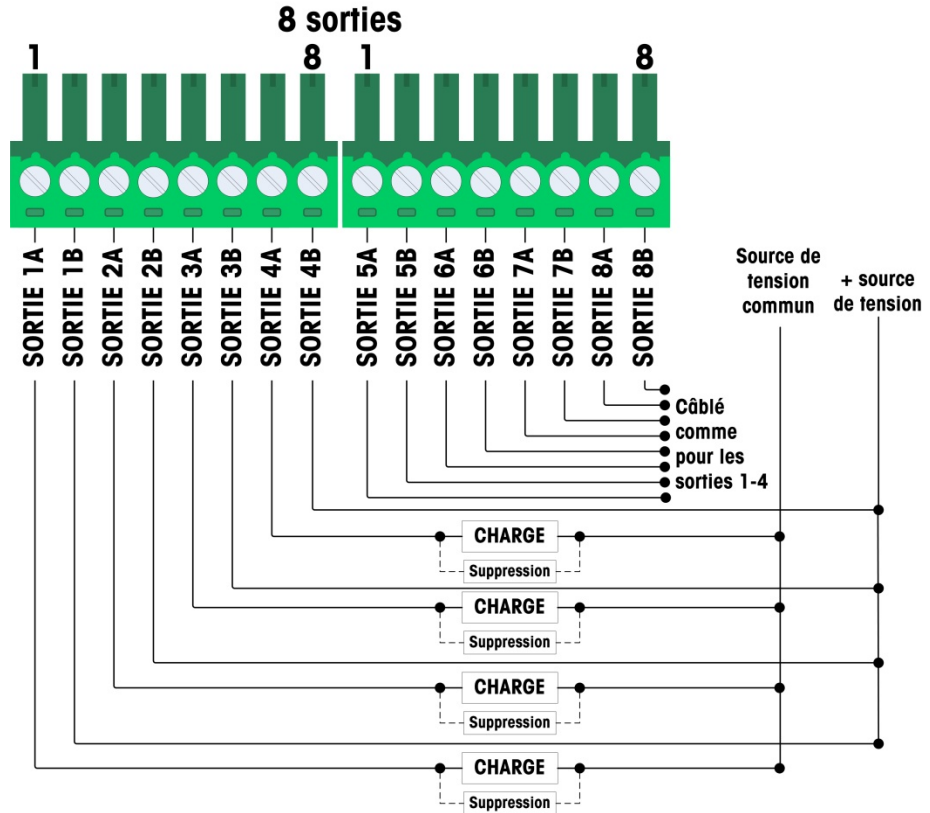 8 sorties
1
8
1
8
SORTIE 1A
SORTIE 1B
SORTIE 2A
SORTIE 2B
SORTIE 3A
SORTIE 3B
SORTIE 4A
SORTIE 4B
SORTIE 5A
SORTIE 5B
SORTIE 6A
SORTIE 6B
SORTIE 7A
SORTIE 7B
SORTIE 8A
SORTIE 8B
Source de
tension
commun
+ source
de tension
Câblé
comme
pour les
sorties 1-4
CHARGE
Suppression
CHARGE
Suppression
CHARGE
Suppression
CHARGE
Suppression